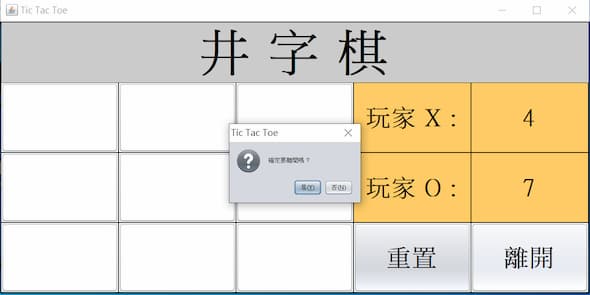 Tic Tac Toe
井字棋
玩家 X : 4
玩家 O : 7
重置 離開
Tic Tac Toe
確定要離開嗎 ?
是(Y) 否(N)